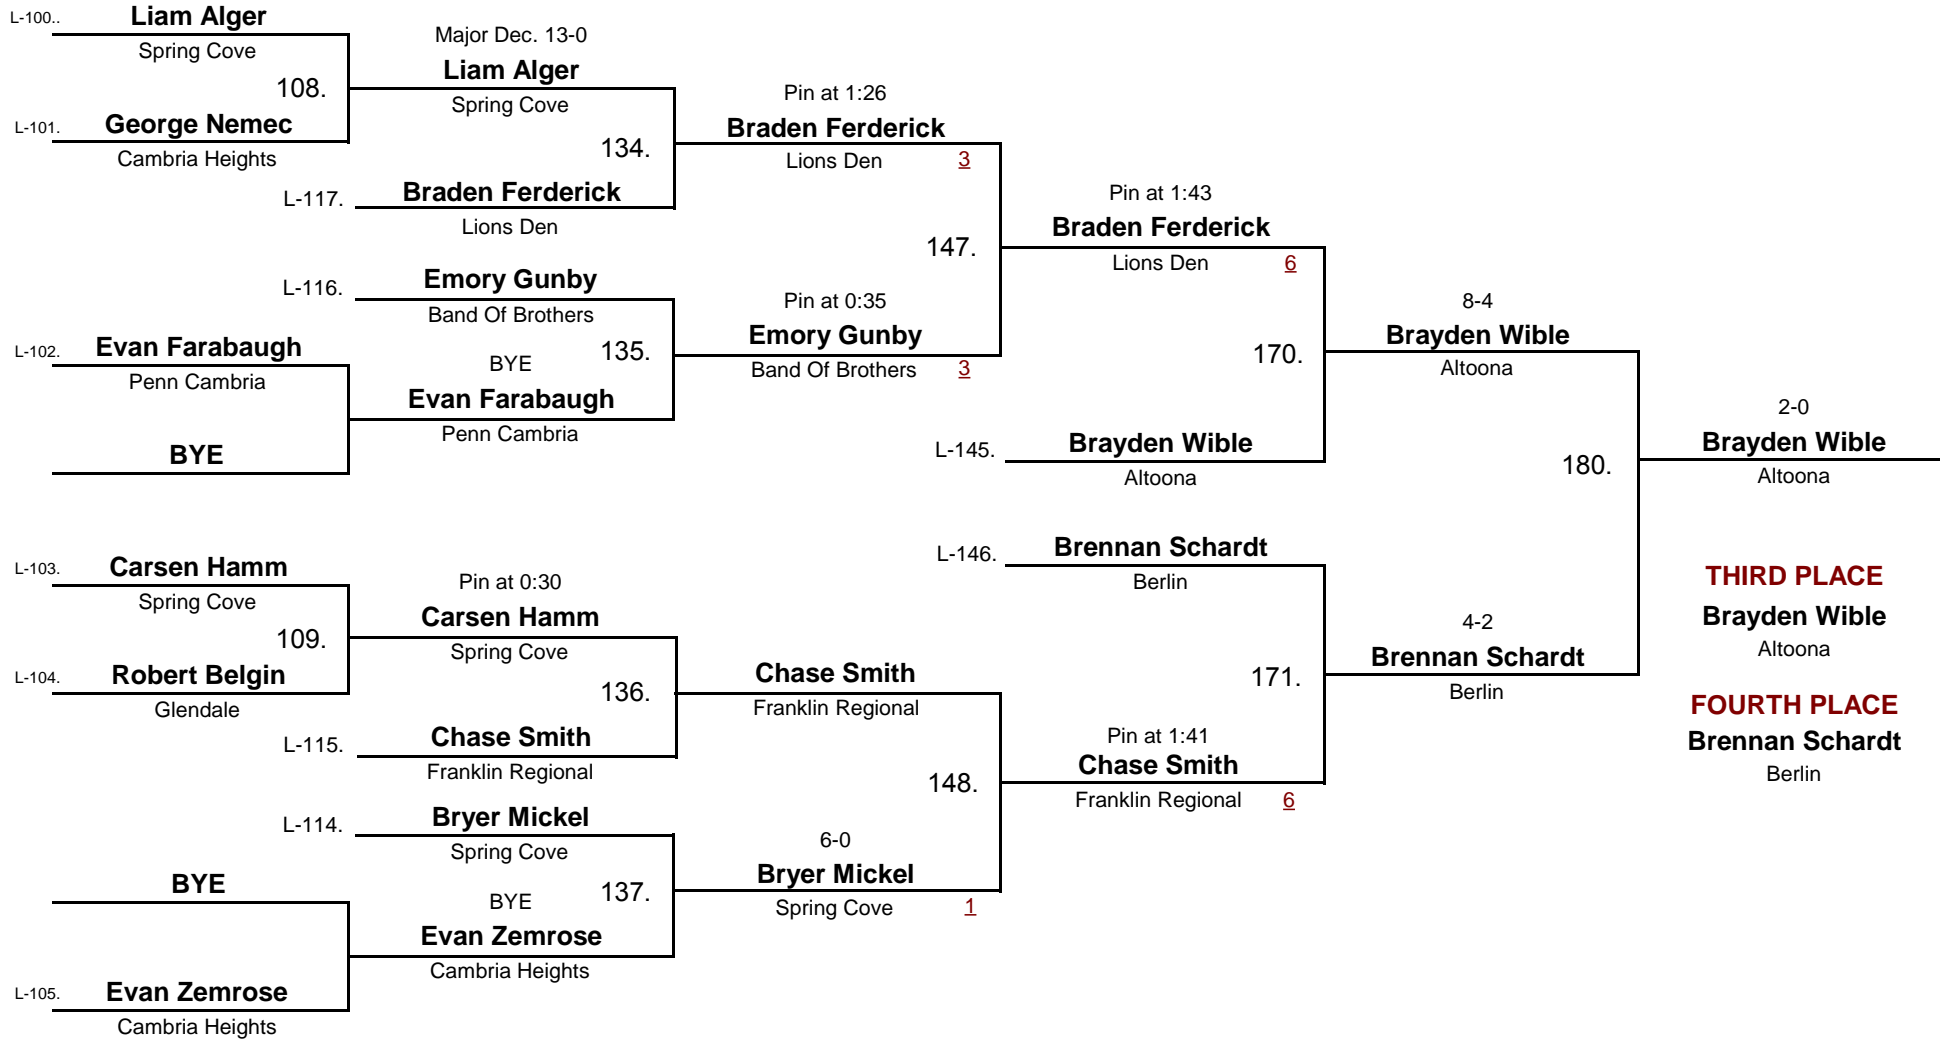 L-100..
Liam Alger
Spring Cove
108.
L-101.
George Nemec
Cambria Heights
Major Dec. 13-0
Liam Alger
Spring Cove
134.
L-117.
Braden Ferderick
Lions Den
Pin at 1:26
Braden Ferderick
Lions Den
3
147.
L-116.
Emory Gunby
Band Of Brothers
L-102.
Evan Farabaugh
Penn Cambria
BYE
135.
BYE
Evan Farabaugh
Penn Cambria
Pin at 0:35
Emory Gunby
Band Of Brothers
3
Pin at 1:43
Braden Ferderick
Lions Den
6
170.
L-145.
Brayden Wible
Altoona
8-4
Brayden Wible
Altoona
180.
2-0
Brayden Wible
Altoona
L-103.
Carsen Hamm
Spring Cove
109.
L-104.
Robert Belgin
Glendale
Pin at 0:30
Carsen Hamm
Spring Cove
136.
L-115.
Chase Smith
Franklin Regional
Chase Smith
Franklin Regional
148.
L-114.
Bryer Mickel
Spring Cove
BYE
137.
BYE
Evan Zemrose
Cambria Heights
L-105.
Evan Zemrose
Cambria Heights
6-0
Bryer Mickel
Spring Cove
1
L-146.
Brennan Schardt
Berlin
171.
Pin at 1:41
Chase Smith
Franklin Regional
6
4-2
Brennan Schardt
Berlin
THIRD PLACE
Brayden Wible
Altoona
FOURTH PLACE
Brennan Schardt
Berlin